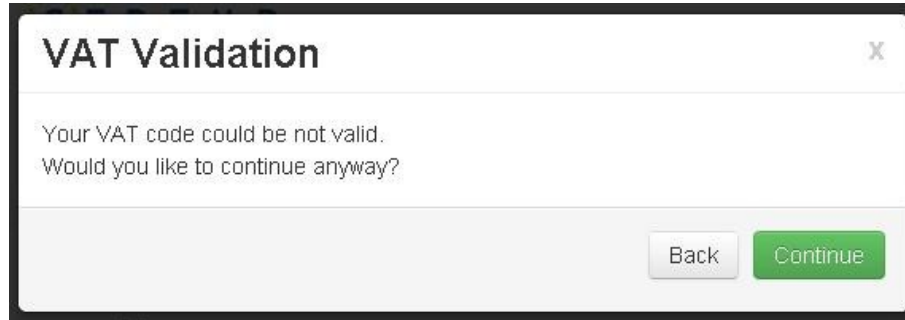 VAT Validation
x
Your VAT code could be not valid.
Would you like to continue anyway?
Back
Continue